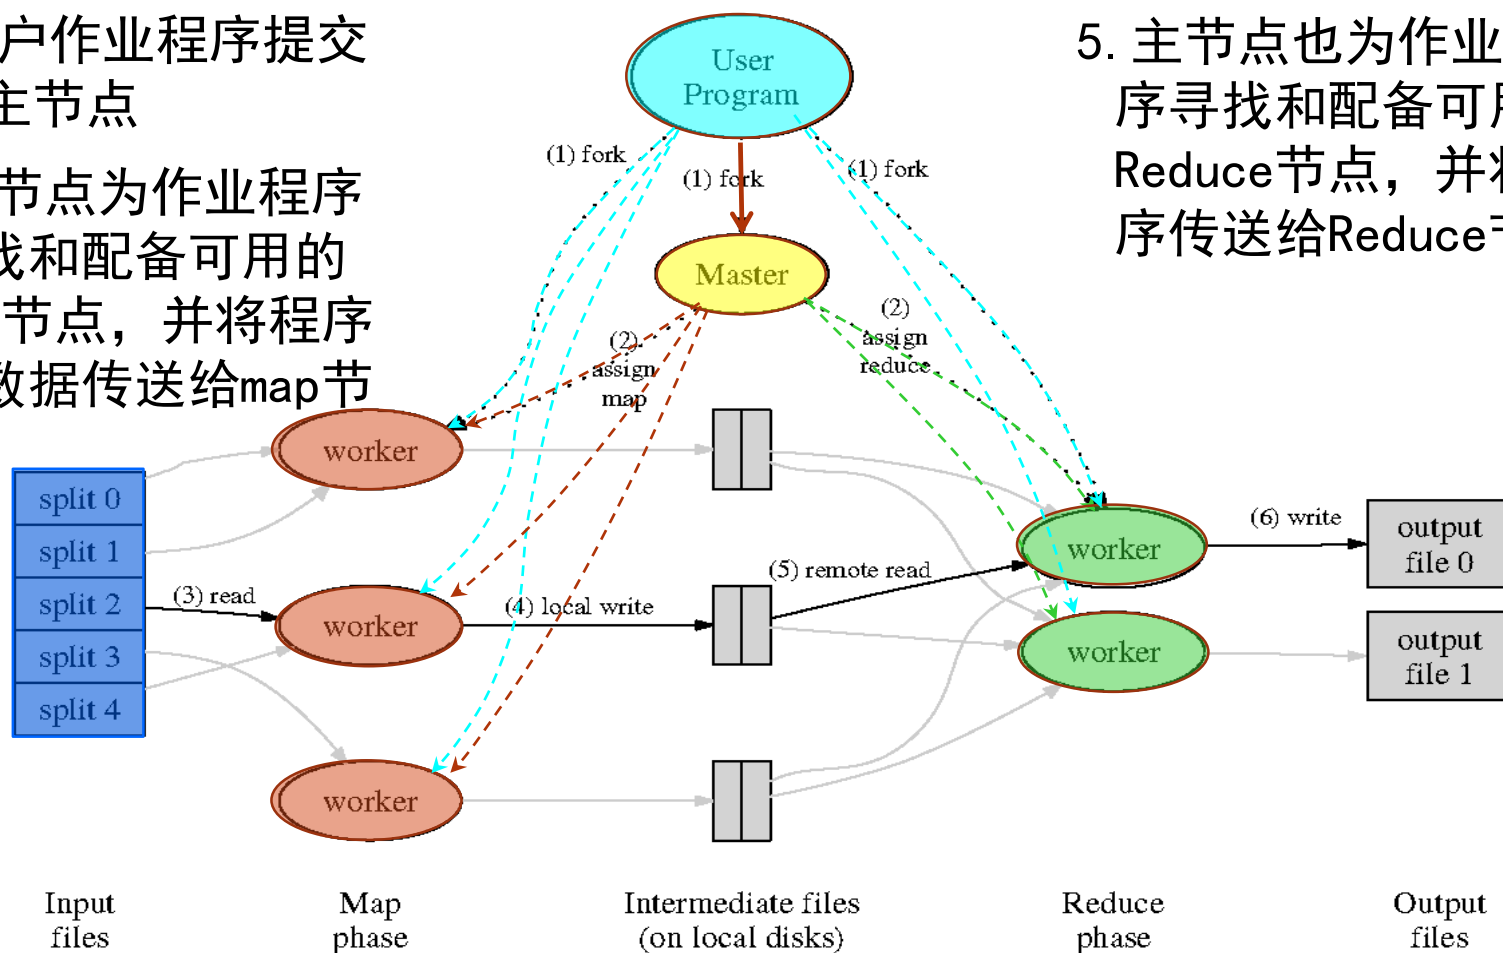 户作业程序提交
主节点
节点为作业程序
找和配备可用的
节点，并将程序
数据传送给map节
5.主节点也为作业
序寻找和配备可用
Reduce节点，并将
序传送给Reduce节
User
Program
(1) fork
(1) fork
(1) fork
Master
(2)
assign
map
(2)
assign
reduce
split 0
split 1
split 2
split 3
split 4
(3) read
worker
worker
worker
(4) local write
(5) remote read
worker
worker
(6) write
output
file 0
output
file 1
Input
files
Map
phase
Intermediate files
(on local disks)
Reduce
phase
Output
files